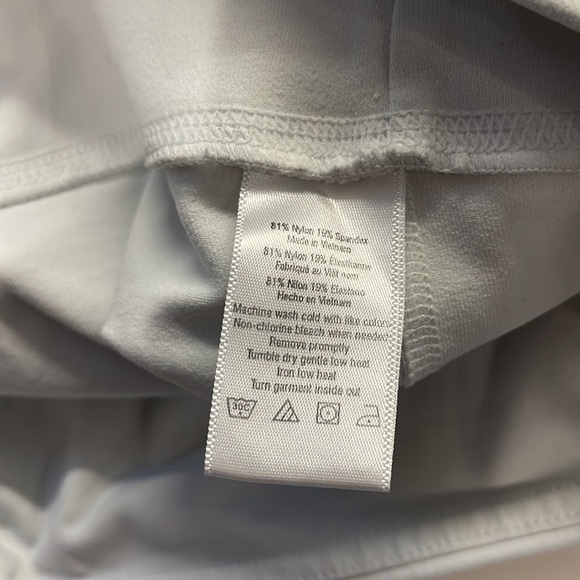 81% Nylon 19% Spandex
Made in Vietnam
81% Nylon 19% Élasthanne
Fabriqué au Viêt nam
81% Nilon 19% Elastano
Hecho en Vietnam
Machine wash cold with like colors
Non-chlorine bleach when needed
Remove promptly
Tumble dry gentle low heat
Iron low heat
Turn garment inside out
30C